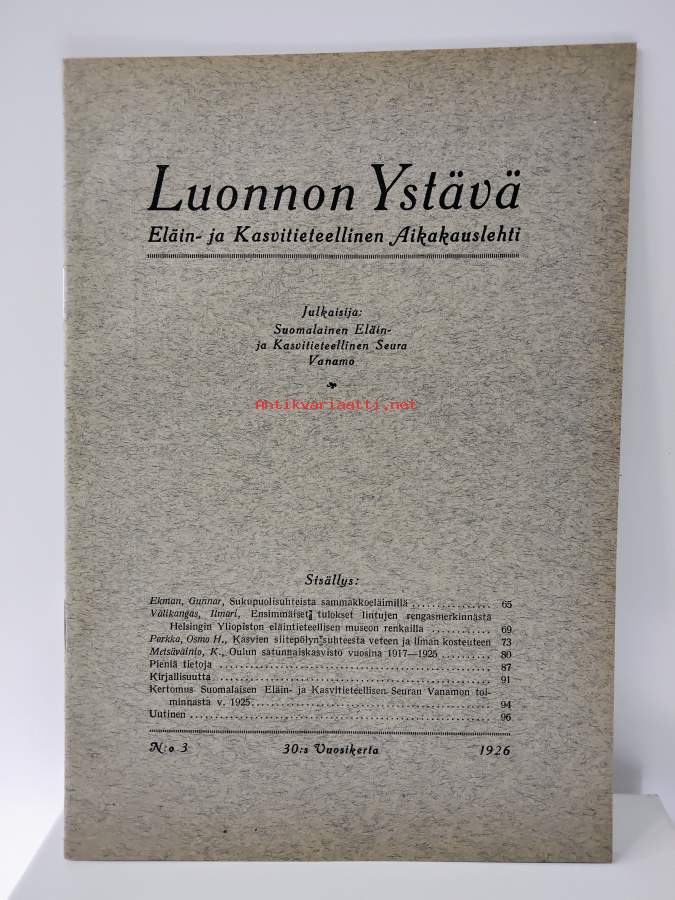 Luonnon Ystävä
Eläin- ja Kasvitieteellinen Aikakauslehti
Julkaisija:
Suomalainen Eläin-
ja Kasvitieteellinen Seura
Vanamo
Antikvariaatti.net
Sisällys:
Ekman, Gunnar, Sukupuolisuhteista sammakkoeläimillä ................ 65
Välikangas, Ilmari, Ensimmäiset tulokset lintujen rengasmerkinnästä
Helsingin Yliopiston eläintieteellisen museon renkailla ............ 69
Parkka, Osmo H., Kasvien siitepölyn suhteesta veteen ja ilman kosteuteen 73
Metsävainio, K., Oulun satunnaiskasvisto vuosina 1917—1925 .......... 80
Pieniä tietoja ........................................................ 87
Kirjallisuutta ........................................................ 91
Kertomus Suomalaisen Eläin- ja Kasvitieteellisen Seuran Vanamon toi-
minnasta v. 1925 ................................................ 94
Uutinen ............................................................ 96
N:o 3 30:s Vuosikerta 1926